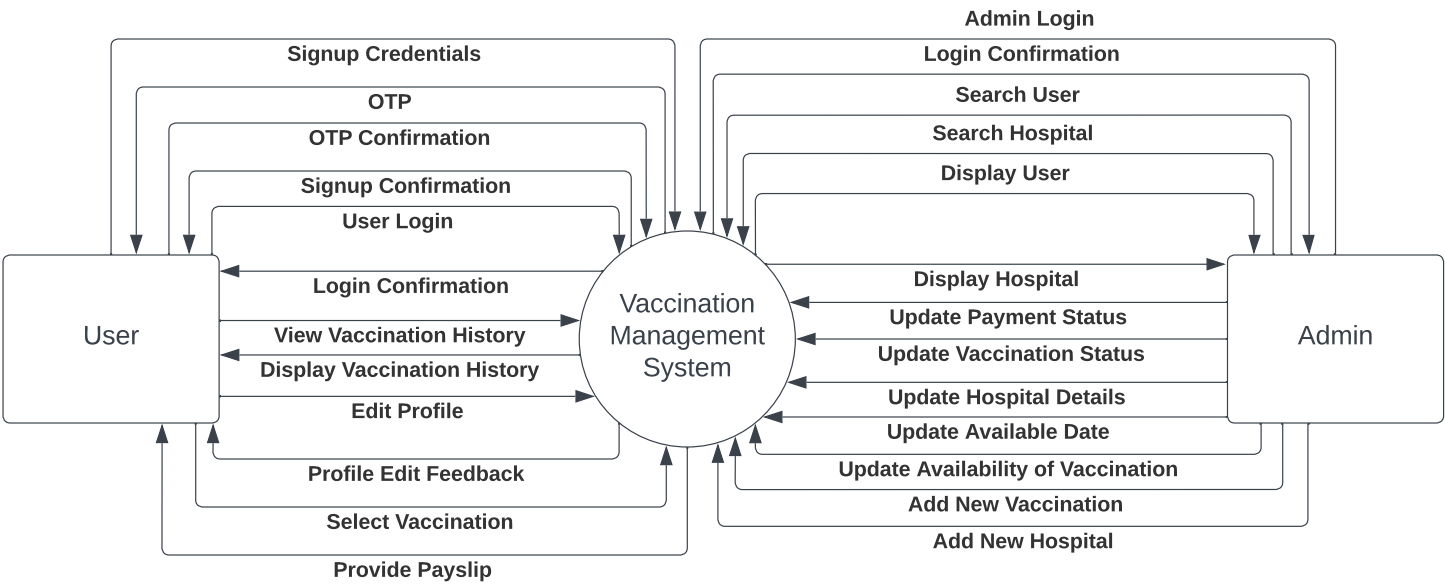 Admin Login
Signup Credentials
Login Confirmation
OTP
Search User
OTP Confirmation
Search Hospital
Signup Confirmation
Display User
User Login
Login Confirmation
Display Hospital
View Vaccination History
Update Payment Status
Display Vaccination History
Update Vaccination Status
Edit Profile
Update Hospital Details
User
Vaccination
Management
System
Admin
Update Available Date
Profile Edit Feedback
Update Availability of Vaccination
Select Vaccination
Add New Vaccination
Provide Payslip
Add New Hospital